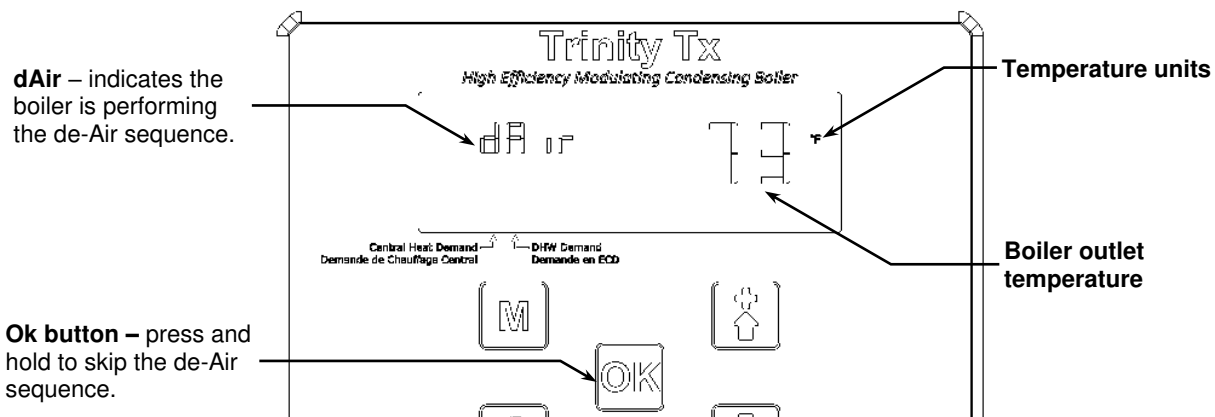 Trinity Tx
High Efficiency Modulating Condensing Boiler
dAir – indicates the
boiler is performing
the de-Air sequence.
Temperature units
dAir 73 °F
Central Heat Demand
Demande de Chauffage Central
DHW Demand
Demande en ECD
Boiler outlet
temperature
M
Ok button – press and
hold to skip the de-Air
sequence.
OK